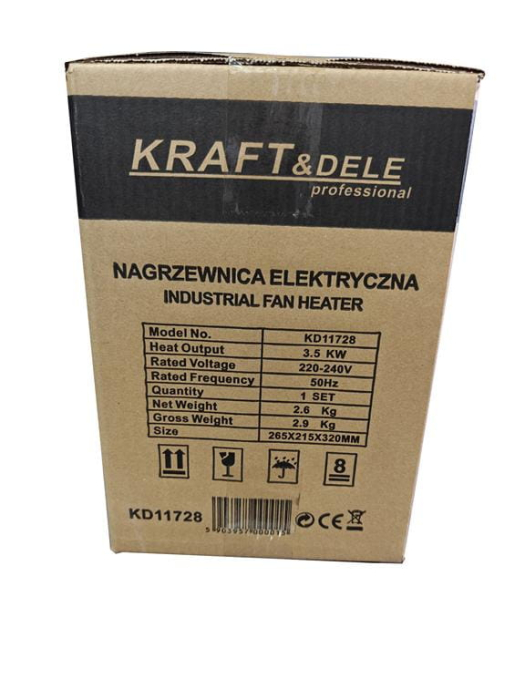 KRAFT&DELE
professional
NAGRZEWNICA ELEKTRYCZNA
INDUSTRIAL FAN HEATER
Model No. KD11728
Heat Output 3.5 KW
Rated Voltage 220-240V
Rated Frequency 50Hz
Quantity 1 SET
Net Weight 2.6 Kg
Gross Weight 2.9 Kg
Size 265X215X320MM
8
KD11728
CE